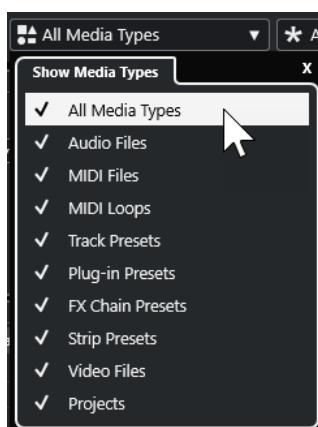 All Media Types
Show Media Types X
All Media Types
Audio Files
MIDI Files
MIDI Loops
Track Presets
Plug-in Presets
FX Chain Presets
Strip Presets
Video Files
Projects